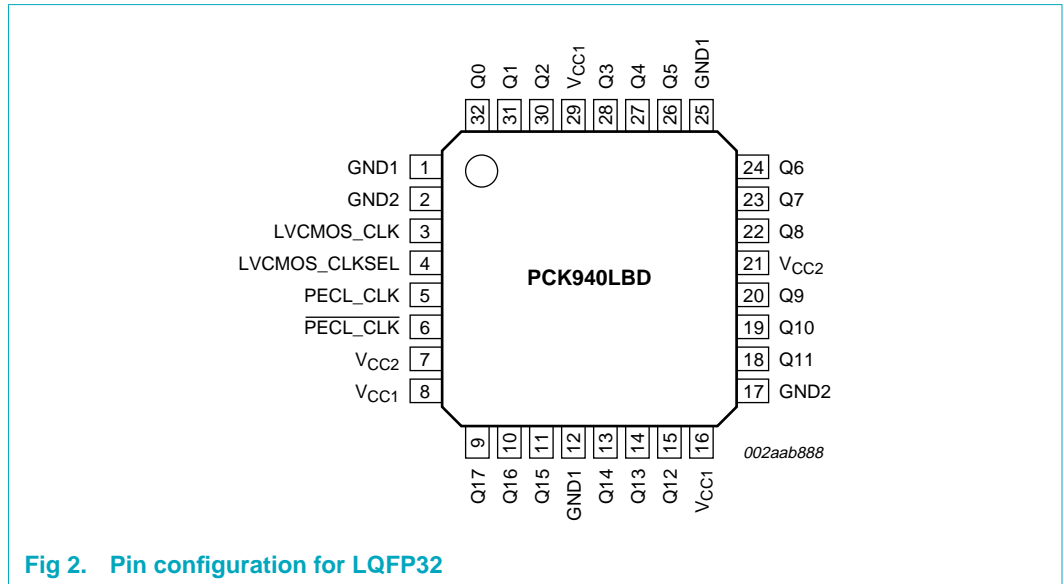 Q0
Q1
Q2
VCC1
Q3
Q4
Q5
GND1
32
31
30
29
28
27
26
25
GND1 1
GND2 2
LVCMOS_CLK 3
LVCMOS_CLKSEL 4
PECL_CLK 5
PECL_CLK 6
VCC2 7
VCC1 8
PCK940LBD
24 Q6
23 Q7
22 Q8
21 VCC2
20 Q9
19 Q10
18 Q11
17 GND2
9
10
11
12
13
14
15
16
Q17
Q16
Q15
GND1
Q14
Q13
Q12
VCC1
002aab888
Fig 2. Pin configuration for LQFP32